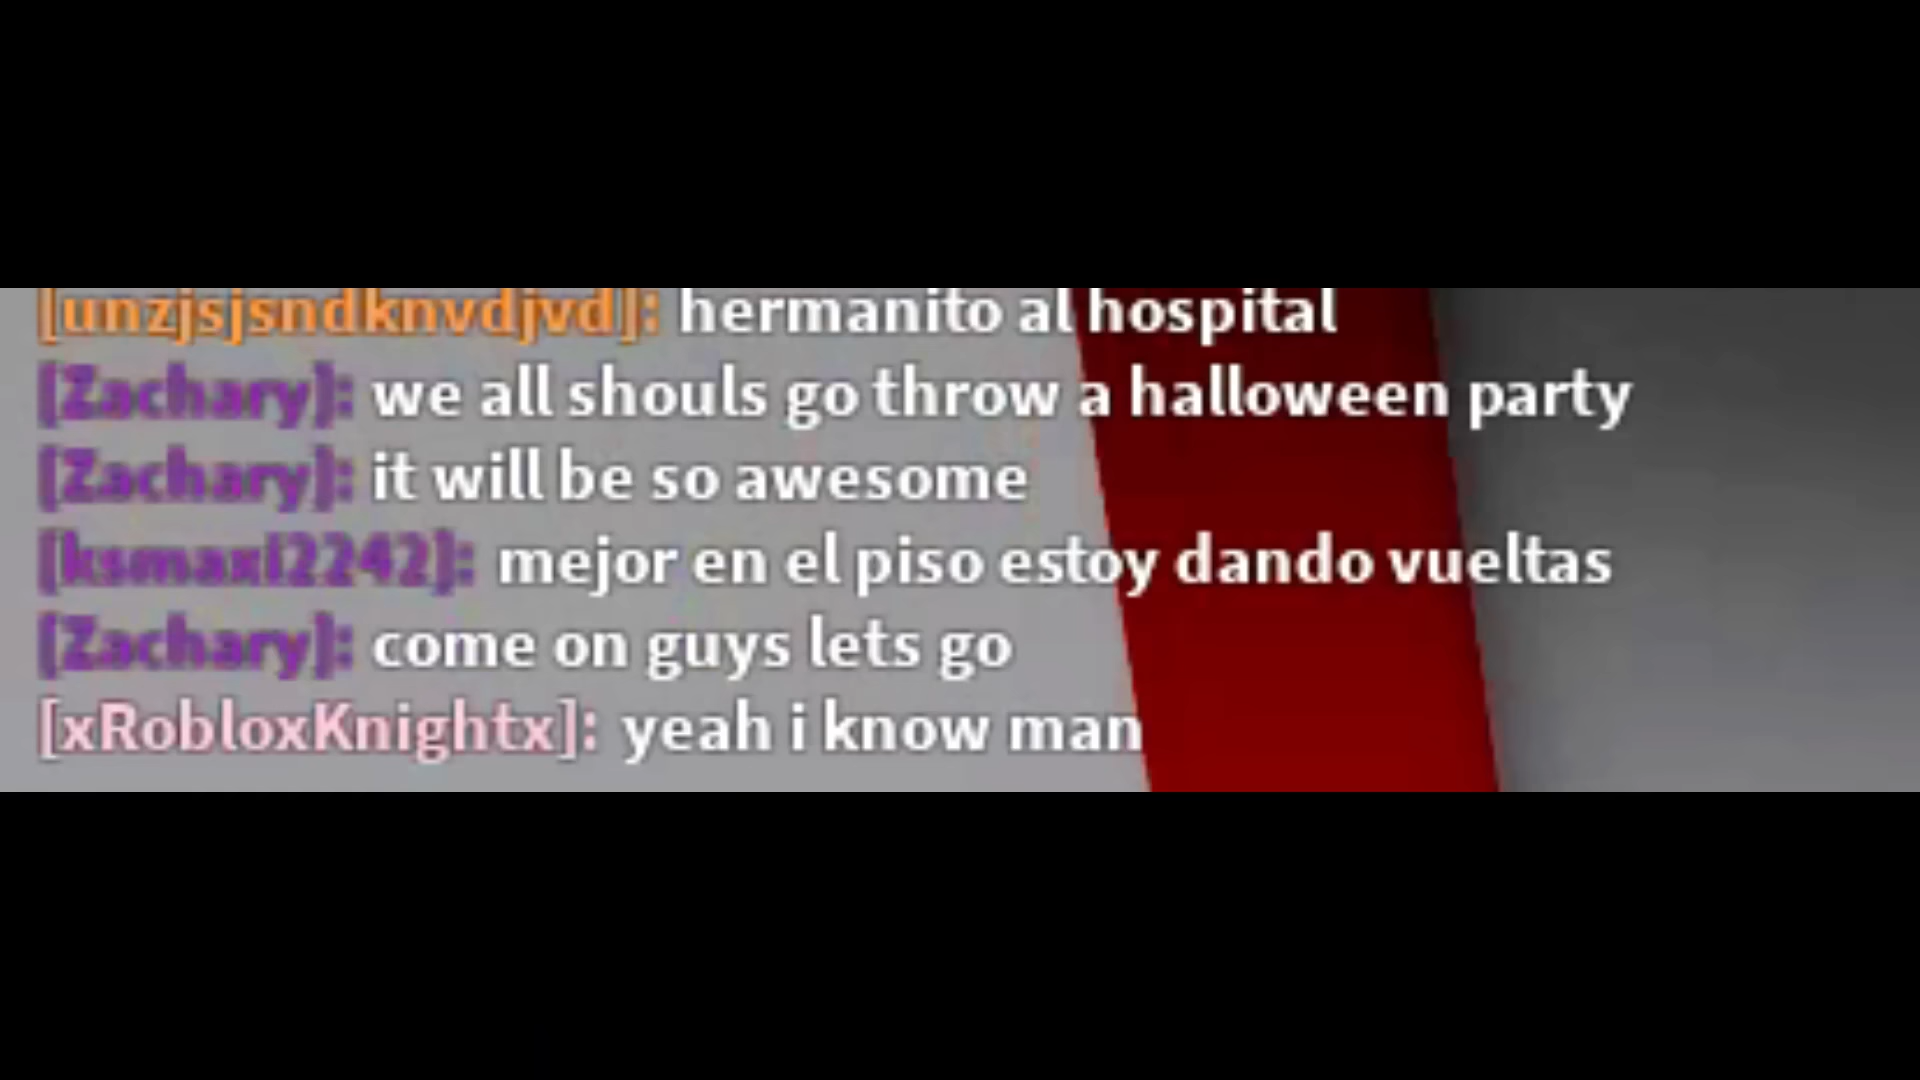 [unzjsjsndknvdjvd]: hermanito al hospital
[Zachary]: we all shouls go throw a halloween party
[Zachary]: it will be so awesome
[ksmaxi2242]: mejor en el piso estoy dando vueltas
[Zachary]: come on guys lets go
[xRobloxKnightx]: yeah i know man